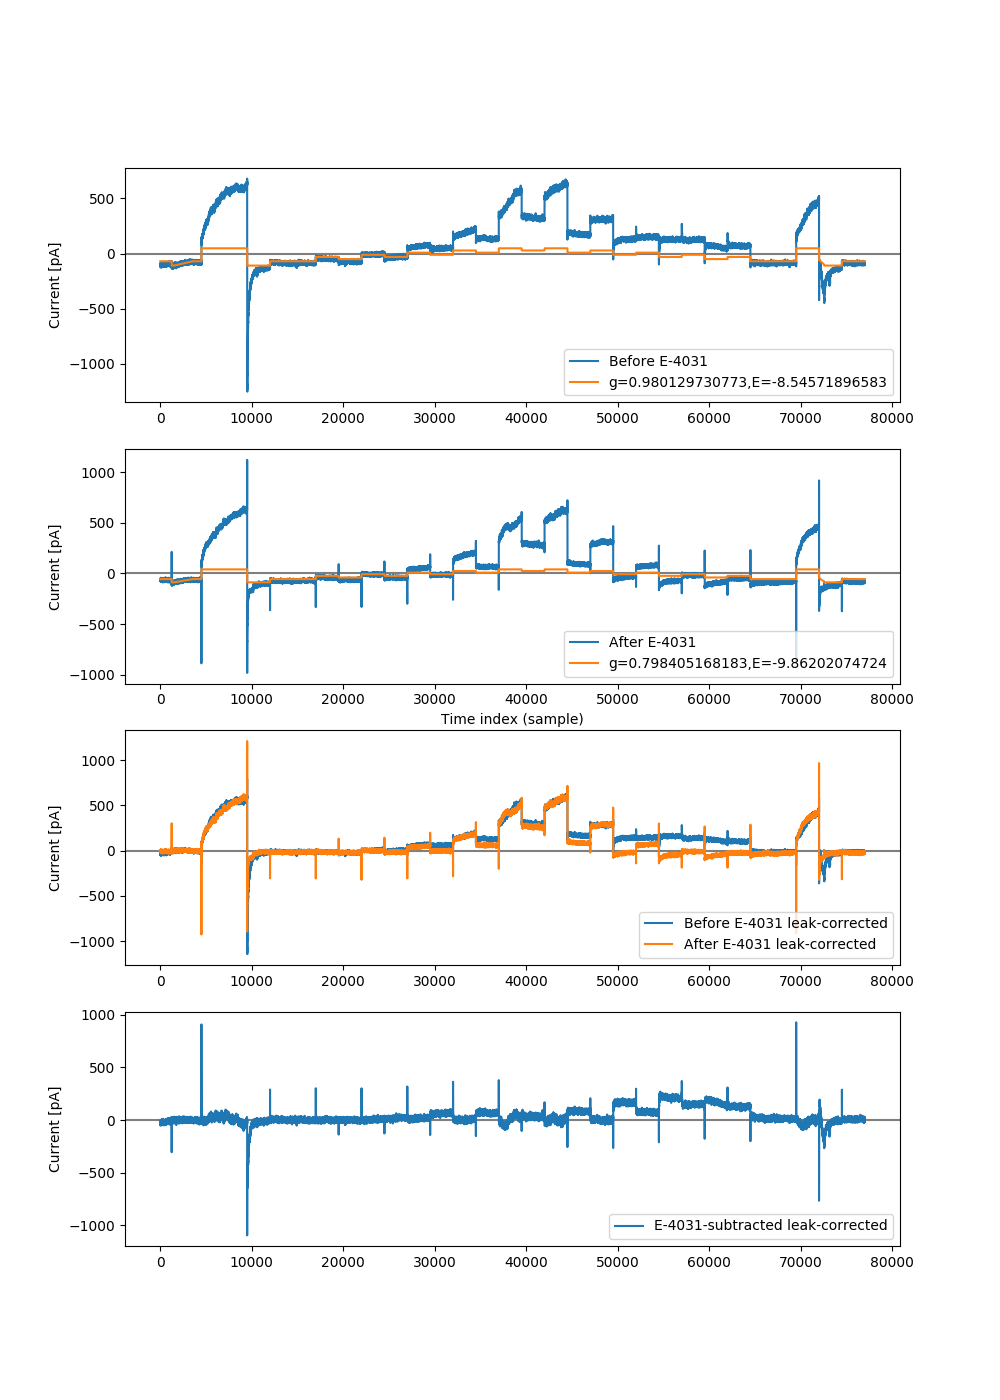 500
0
−500
−1000
Current [pA]
Before E-4031
g=0.980129730773,E=-8.54571896583
0 10000 20000 30000 40000 50000 60000 70000 80000
1000
500
0
−500
−1000
Current [pA]
After E-4031
g=0.798405168183,E=-9.86202074724
0 10000 20000 30000 40000 50000 60000 70000 80000
Time index (sample)
1000
500
0
−500
−1000
Current [pA]
Before E-4031 leak-corrected
After E-4031 leak-corrected
0 10000 20000 30000 40000 50000 60000 70000 80000
1000
500
0
−500
−1000
Current [pA]
E-4031-subtracted leak-corrected
0 10000 20000 30000 40000 50000 60000 70000 80000